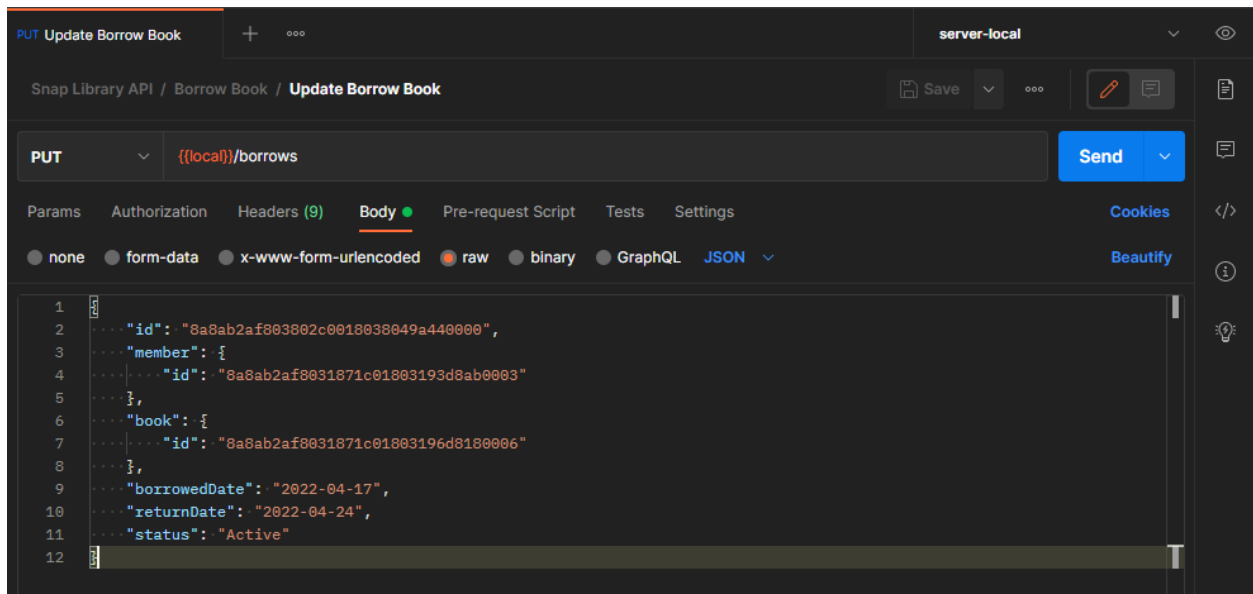 PUT Update Borrow Book
server-local
Snap Library API / Borrow Book / Update Borrow Book
Save
PUT {{local}}/borrows Send
Params Authorization Headers (9) Body Pre-request Script Tests Settings Cookies
none form-data x-www-form-urlencoded raw binary GraphQL JSON Beautify
1 {
2 "id": "8a8ab2af803802c0018038049a440000",
3 "member": {
4 "id": "8a8ab2af8031871c01803193d8ab0003"
5 },
6 "book": {
7 "id": "8a8ab2af8031871c01803196d8180006"
8 },
9 "borrowedDate": "2022-04-17",
10 "returnDate": "2022-04-24",
11 "status": "Active"
12 }